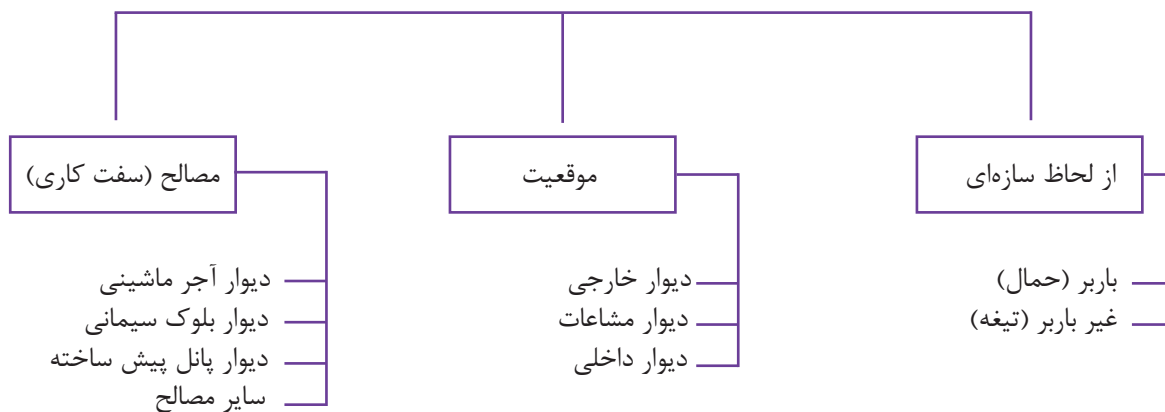 از لحاظ سازه‌ای
باربر (حمال)
غیر باربر (تیغه)
موقعیت
دیوار خارجی
دیوار مشاعات
دیوار داخلی
مصالح (سفت کاری)
دیوار آجر ماشینی
دیوار بلوک سیمانی
دیوار پانل پیش ساخته
سایر مصالح